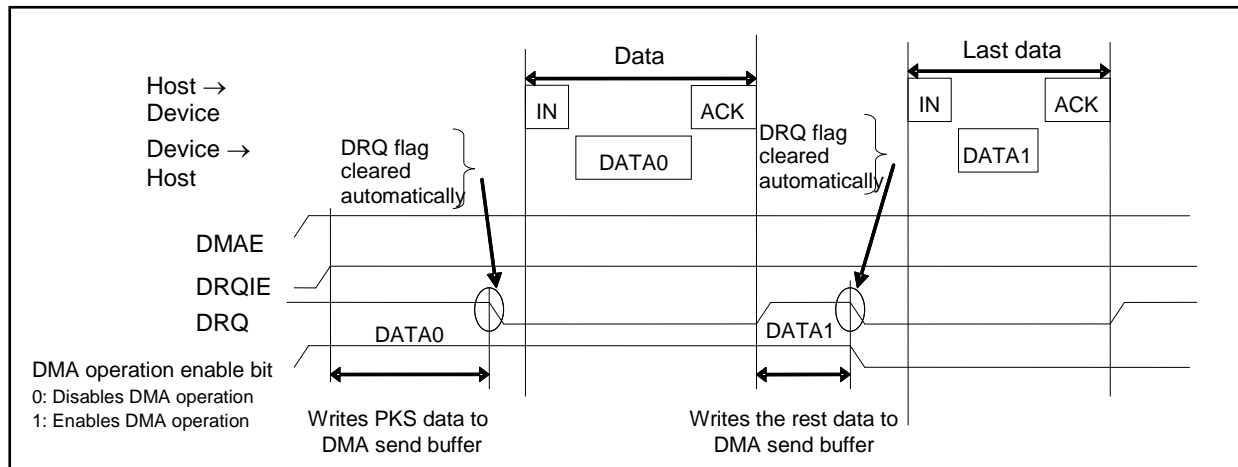 Data
Last data
Host →
Device
IN
ACK
IN
ACK
Device →
Host
DRQ flag
cleared
automatically
DATA0
DRQ flag
cleared
automatically
DATA1
DMAE
DRQIE
DRQ
DATA0
DATA1
DMA operation enable bit
0: Disables DMA operation
1: Enables DMA operation
Writes PKS data to
DMA send buffer
Writes the rest data to
DMA send buffer